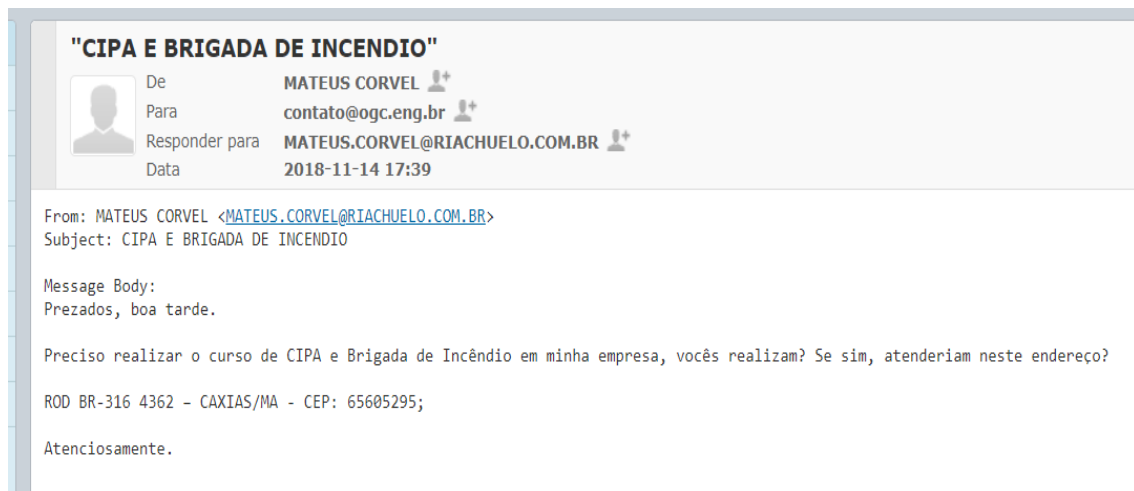 "CIPA E BRIGADA DE INCENDIO"
De MATEUS CORVEL
Para contato@ogc.eng.br
Responder para MATEUS.CORVEL@RIACHUELO.COM.BR
Data 2018-11-14 17:39
From: MATEUS CORVEL <MATEUS.CORVEL@RIACHUELO.COM.BR>
Subject: CIPA E BRIGADA DE INCENDIO
Message Body:
Prezados, boa tarde.
Preciso realizar o curso de CIPA e Brigada de Incêndio em minha empresa, vocês realizam? Se sim, atenderiam neste endereço?
ROD BR-316 4362 – CAXIAS/MA - CEP: 65605295;
Atenciosamente.